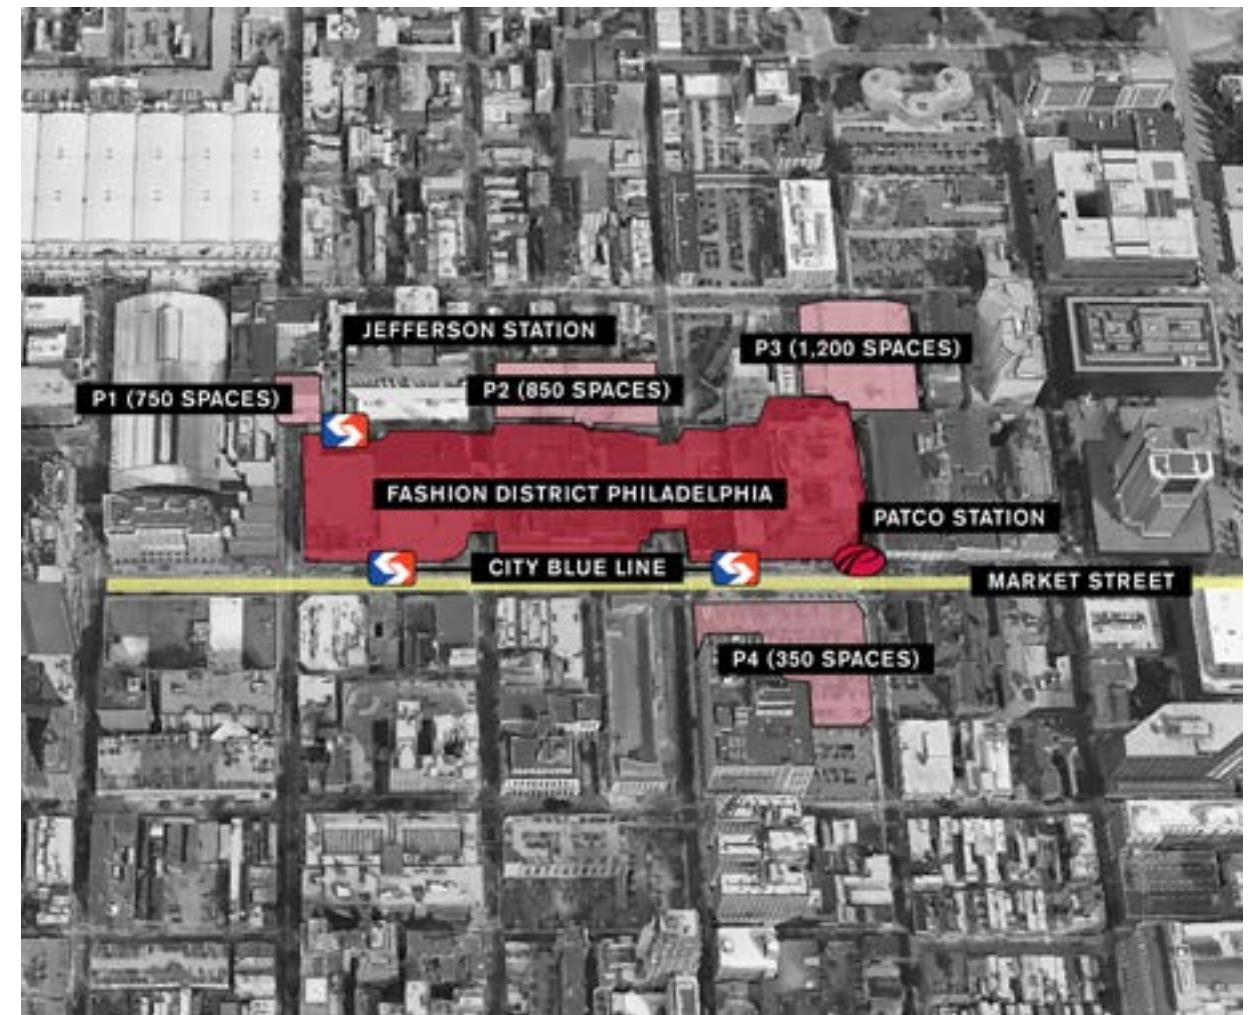 JEFFERSON STATION
P3 (1,200 SPACES)
P1 (750 SPACES)
P2 (850 SPACES)
FASHION DISTRICT PHILADELPHIA
PATCO STATION
CITY BLUE LINE
MARKET STREET
P4 (350 SPACES)